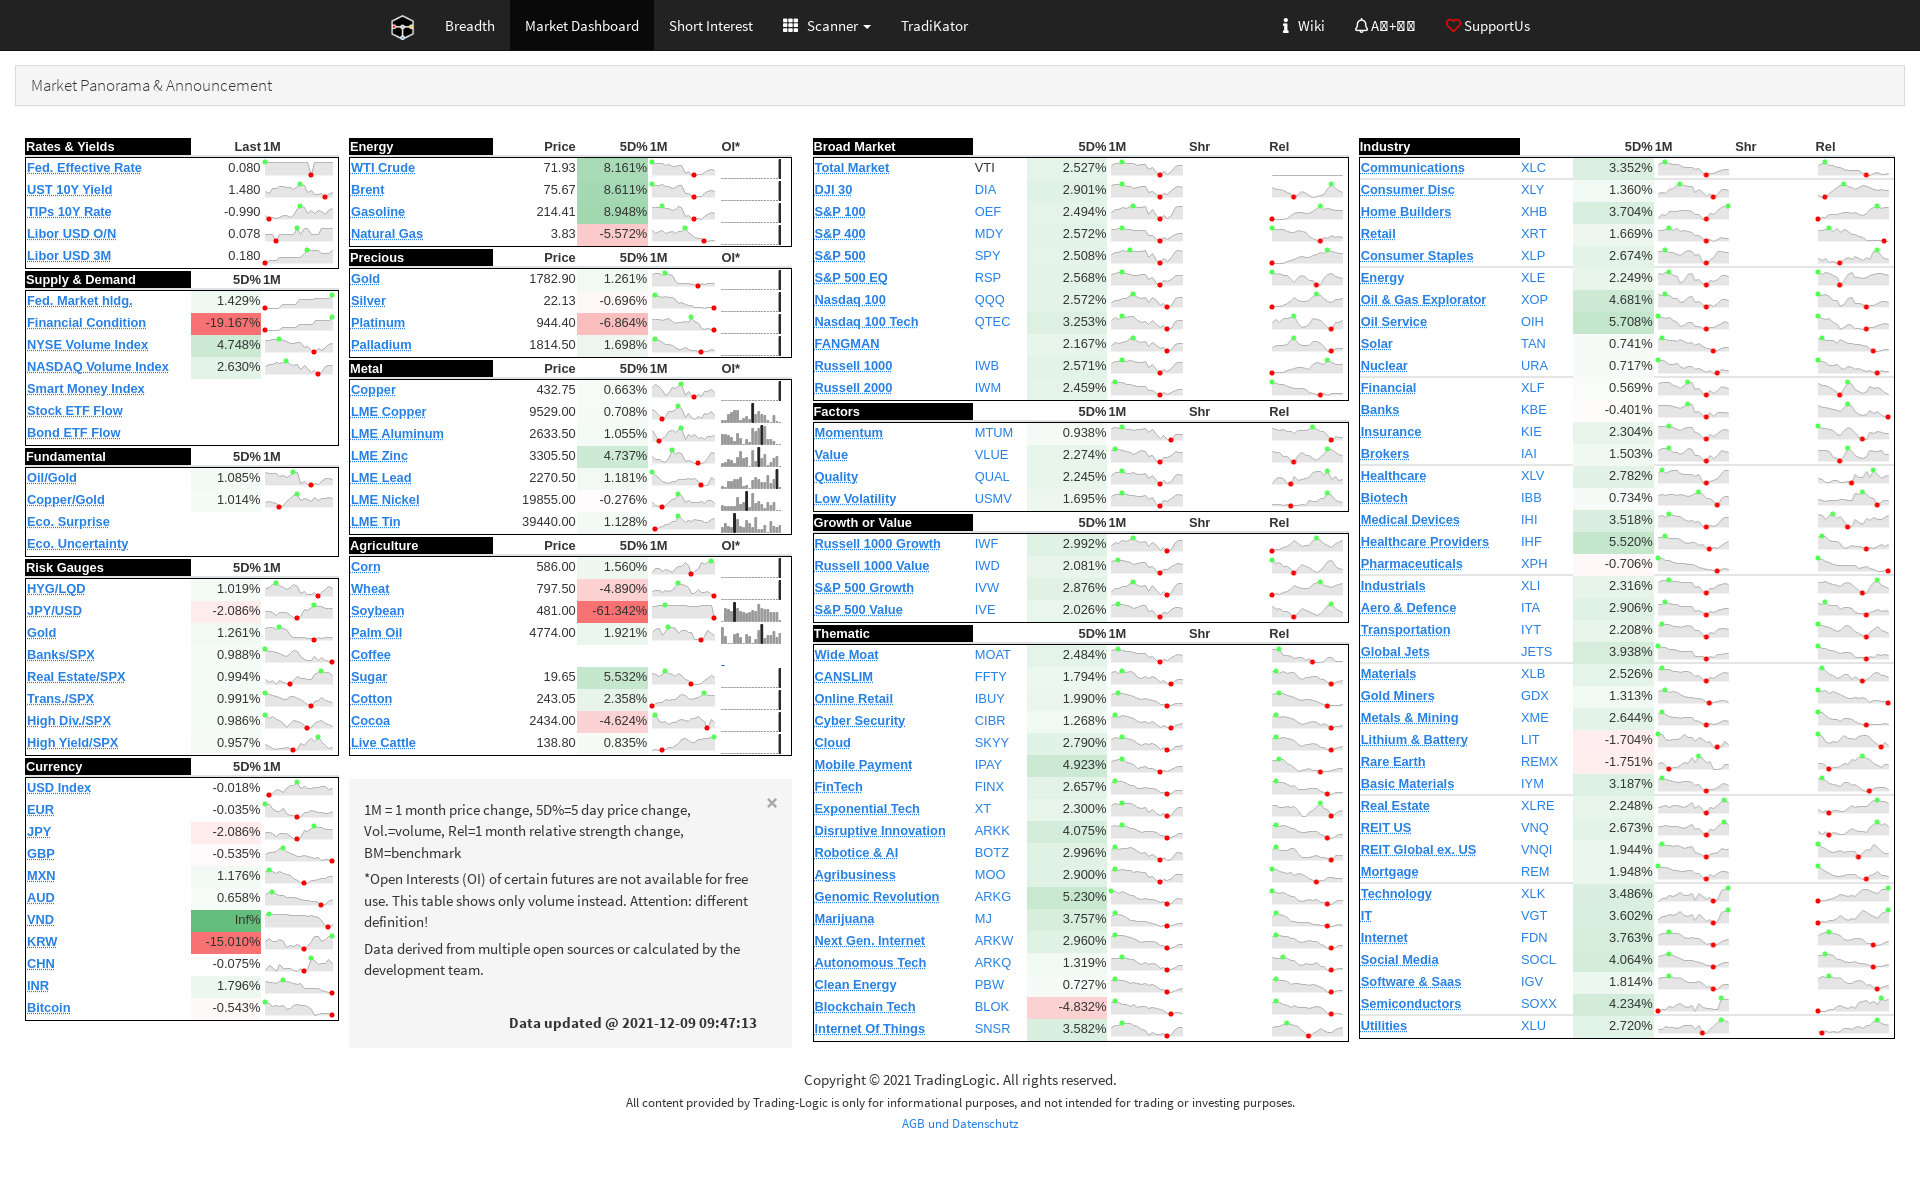 Breadth
Market Dashboard
Short Interest
Scanner
TradiKator
Wiki
SupportUs
Market Panorama & Announcement
Rates & Yields Last 1M
Fed. Effective Rate 0.080
UST 10Y Yield 1.480
TIPs 10Y Rate -0.990
Libor USD O/N 0.078
Libor USD 3M 0.180
Supply & Demand 5D% 1M
Fed. Market hldg. 1.429%
Financial Condition -19.167%
NYSE Volume Index 4.748%
NASDAQ Volume Index 2.630%
Smart Money Index
Stock ETF Flow
Bond ETF Flow
Fundamental 5D% 1M
Oil/Gold 1.085%
Copper/Gold 1.014%
Eco. Surprise
Eco. Uncertainty
Risk Gauges 5D% 1M
HYG/LQD 1.019%
JPY/USD -2.086%
Gold 1.261%
Banks/SPX 0.988%
Real Estate/SPX 0.994%
Trans./SPX 0.991%
High Div./SPX 0.986%
High Yield/SPX 0.957%
Currency 5D% 1M
USD Index -0.018%
EUR -0.035%
JPY -2.086%
GBP -0.535%
MXN 1.176%
AUD 0.658%
VND Inf%
KRW -15.010%
CHN -0.075%
INR 1.796%
Bitcoin -0.543%
Energy Price 5D% 1M OI*
WTI Crude 71.93 8.161%
Brent 75.67 8.611%
Gasoline 214.41 8.948%
Natural Gas 3.83 -5.572%
Precious Price 5D% 1M OI*
Gold 1782.90 1.261%
Silver 22.13 -0.696%
Platinum 944.40 -6.864%
Palladium 1814.50 1.698%
Metal Price 5D% 1M OI*
Copper 432.75 0.663%
LME Copper 9529.00 0.708%
LME Aluminum 2633.50 1.055%
LME Zinc 3305.50 4.737%
LME Lead 2270.50 1.181%
LME Nickel 19855.00 -0.276%
LME Tin 39440.00 1.128%
Agriculture Price 5D% 1M OI*
Corn 586.00 1.560%
Wheat 797.50 -4.890%
Soybean 481.00 -61.342%
Palm Oil 4774.00 1.921%
Coffee -
Sugar 19.65 5.532%
Cotton 243.05 2.358%
Cocoa 2434.00 -4.624%
Live Cattle 138.80 0.835%
×
1M = 1 month price change, 5D%=5 day price change,
Vol.=volume, Rel=1 month relative strength change,
BM=benchmark
*Open Interests (OI) of certain futures are not available for free
use. This table shows only volume instead. Attention: different
definition!
Data derived from multiple open sources or calculated by the
development team.
Data updated @ 2021-12-09 09:47:13
Broad Market 5D% 1M Shr Rel
Total Market VTI 2.527%
DJI 30 DIA 2.901%
S&P 100 OEF 2.494%
S&P 400 MDY 2.572%
S&P 500 SPY 2.508%
S&P 500 EQ RSP 2.568%
Nasdaq 100 QQQ 2.572%
Nasdaq 100 Tech QTEC 3.253%
FANGMAN 2.167%
Russell 1000 IWB 2.571%
Russell 2000 IWM 2.459%
Factors 5D% 1M Shr Rel
Momentum MTUM 0.938%
Value VLUE 2.274%
Quality QUAL 2.245%
Low Volatility USMV 1.695%
Growth or Value 5D% 1M Shr Rel
Russell 1000 Growth IWF 2.992%
Russell 1000 Value IWD 2.081%
S&P 500 Growth IVW 2.876%
S&P 500 Value IVE 2.026%
Thematic 5D% 1M Shr Rel
Wide Moat MOAT 2.484%
CANSLIM FFTY 1.794%
Online Retail IBUY 1.990%
Cyber Security CIBR 1.268%
Cloud SKYY 2.790%
Mobile Payment IPAY 4.923%
FinTech FINX 2.657%
Exponential Tech XT 2.300%
Disruptive Innovation ARKK 4.075%
Robotice & AI BOTZ 2.996%
Agribusiness MOO 2.900%
Genomic Revolution ARKG 5.230%
Marijuana MJ 3.757%
Next Gen. Internet ARKW 2.960%
Autonomous Tech ARKQ 1.319%
Clean Energy PBW 0.727%
Blockchain Tech BLOK -4.832%
Internet Of Things SNSR 3.582%
Industry 5D% 1M Shr Rel
Communications XLC 3.352%
Consumer Disc XLY 1.360%
Home Builders XHB 3.704%
Retail XRT 1.669%
Consumer Staples XLP 2.674%
Energy XLE 2.249%
Oil & Gas Explorator XOP 4.681%
Oil Service OIH 5.708%
Solar TAN 0.741%
Nuclear URA 0.717%
Financial XLF 0.569%
Banks KBE -0.401%
Insurance KIE 2.304%
Brokers IAI 1.503%
Healthcare XLV 2.782%
Biotech IBB 0.734%
Medical Devices IHI 3.518%
Healthcare Providers IHF 5.520%
Pharmaceuticals XPH -0.706%
Industrials XLI 2.316%
Aero & Defence ITA 2.906%
Transportation IYT 2.208%
Global Jets JETS 3.938%
Materials XLB 2.526%
Gold Miners GDX 1.313%
Metals & Mining XME 2.644%
Lithium & Battery LIT -1.704%
Rare Earth REMX -1.751%
Basic Materials IYM 3.187%
Real Estate XLRE 2.248%
REIT US VNQ 2.673%
REIT Global ex. US VNQI 1.944%
Mortgage REM 1.948%
Technology XLK 3.486%
IT VGT 3.602%
Internet FDN 3.763%
Social Media SOCL 4.064%
Software & Saas IGV 1.814%
Semiconductors SOXX 4.234%
Utilities XLU 2.720%
Copyright © 2021 TradingLogic. All rights reserved.
All content provided by Trading-Logic is only for informational purposes, and not intended for trading or investing purposes.
AGB und Datenschutz